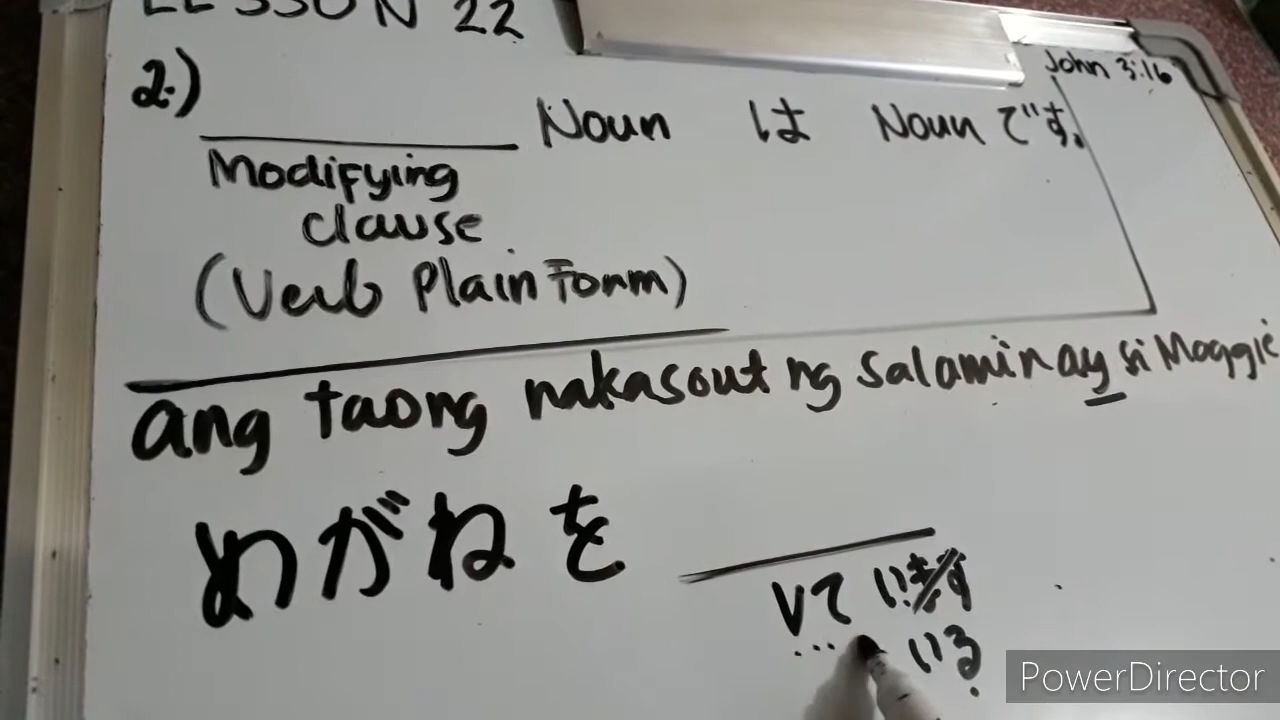 LESSON 22
John 3:16
2.) Noun は Noun です。
Modifying
clause
(Verb Plain Form)
ang taong nakasout ng salamin ay si Maggie
めがねを
Vて います
... いる
PowerDirector